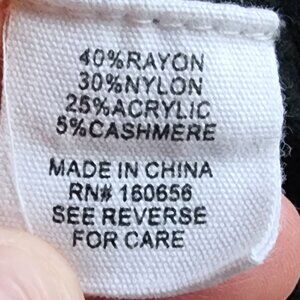 40%RAYON
30%NYLON
25%ACRYLIC
5%CASHMERE
MADE IN CHINA
RN# 160656
SEE REVERSE
FOR CARE